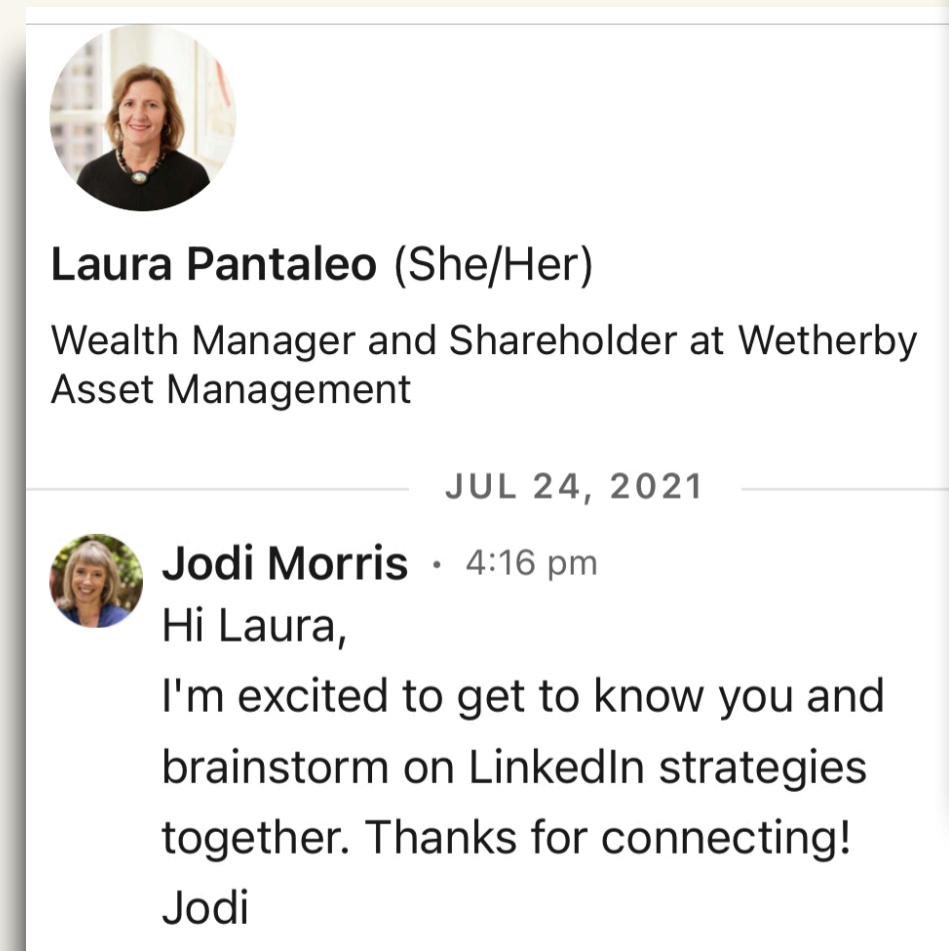 Laura Pantaleo (She/Her)
Wealth Manager and Shareholder at Wetherby
Asset Management
JUL 24, 2021
Jodi Morris • 4:16 pm
Hi Laura,
I'm excited to get to know you and
brainstorm on LinkedIn strategies
together. Thanks for connecting!
Jodi